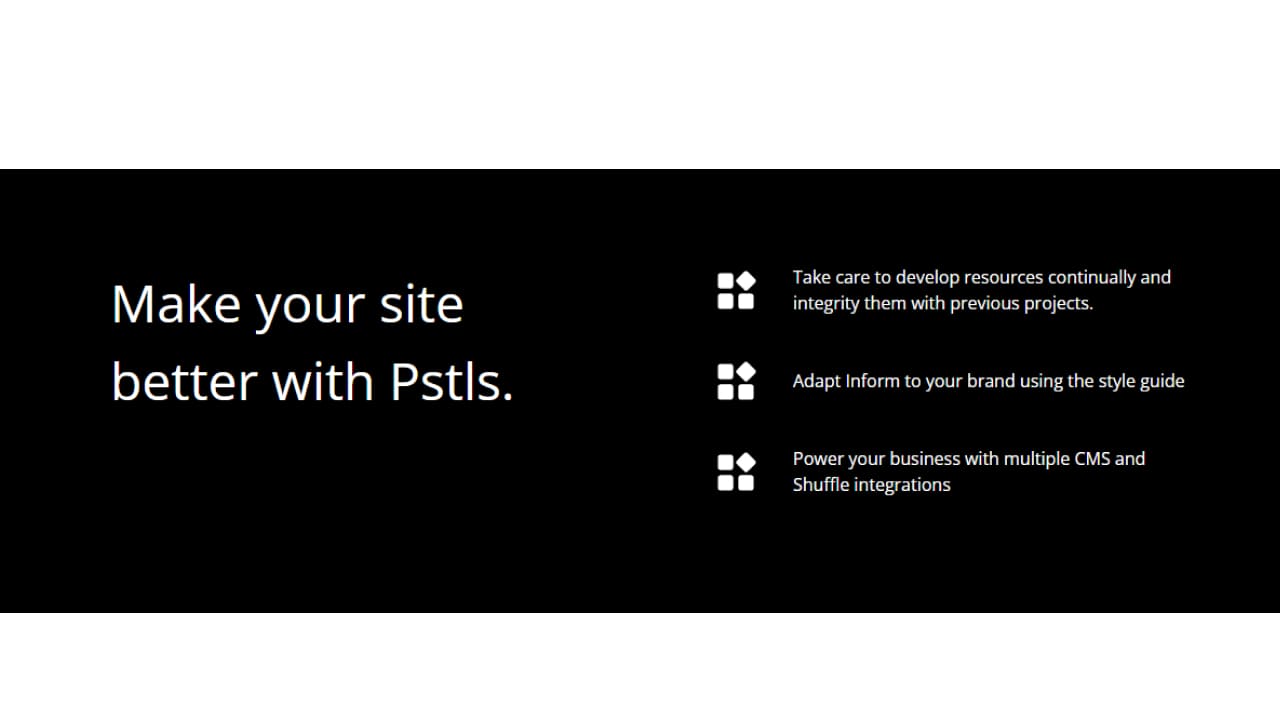 Make your site
better with Pstls.
Take care to develop resources continually and
integrity them with previous projects.
Adapt Inform to your brand using the style guide
Power your business with multiple CMS and
Shuffle integrations